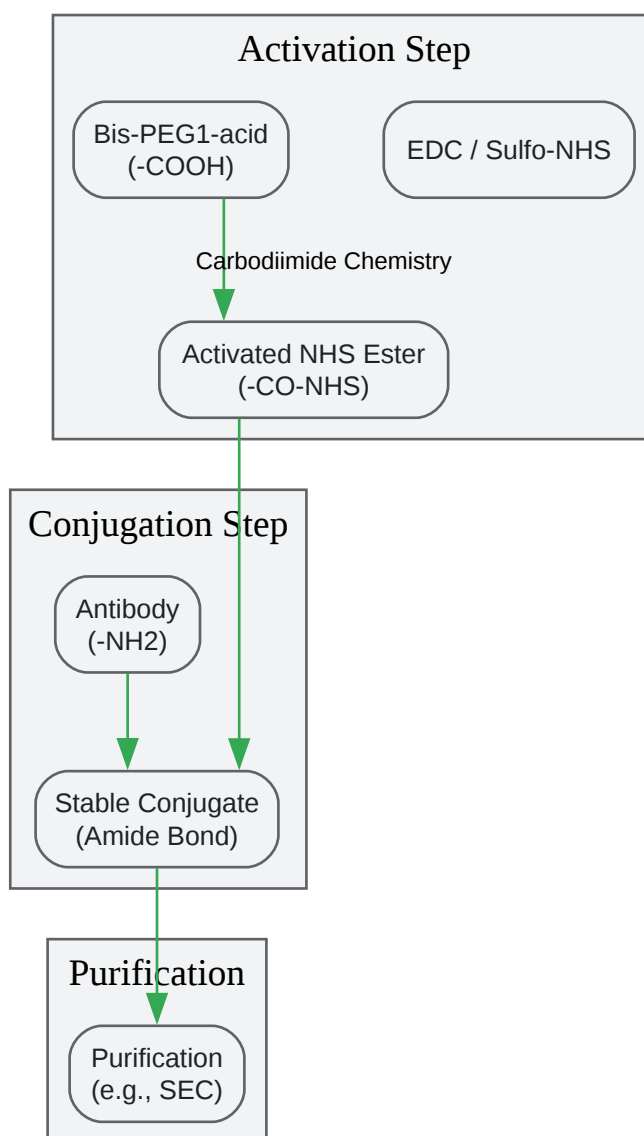 Activation Step
Bis-PEG1-acid
(-COOH)
EDC / Sulfo-NHS
Carbodiimide Chemistry
Activated NHS Ester
(-CO-NHS)
Conjugation Step
Antibody
(-NH2)
Stable Conjugate
(Amide Bond)
Purification
Purification
(e.g., SEC)